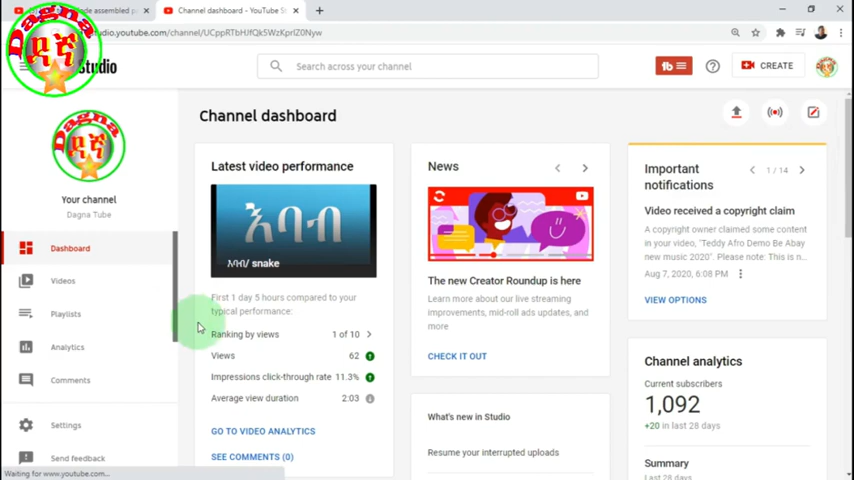 Dagna
ዳኛ
de assembled p
Channel dashboard - YouTube St
youtube.com/channel/UCppRTbHJfQk5WzKprIZ0Nyw
Studio
Search across your channel
CREATE
Dagna
ዳኛ
Your channel
Dagna Tube
Dashboard
Videos
Playlists
Analytics
Comments
Settings
Send feedback
Waiting for www.youtube.com...
Channel dashboard
Latest video performance
እባብ
እባብ/ snake
First 1 day 5 hours compared to your
typical performance:
Ranking by views 1 of 10
Views 62
Impressions click-through rate 11.3%
Average view duration 2:03
GO TO VIDEO ANALYTICS
SEE COMMENTS (0)
News
The new Creator Roundup is here
Learn more about our live streaming
improvements, mid-roll ads updates, and
more
CHECK IT OUT
What's new in Studio
Resume your interrupted uploads
Important
notifications
1 / 14
Video received a copyright claim
A copyright owner claimed some content
in your video, "Teddy Afro Demo Be Abay
new music 2020". Please note: This is n...
Aug 7, 2020, 6:08 PM
VIEW OPTIONS
Channel analytics
Current subscribers
1,092
+20 in last 28 days
Summary
Last 28 days